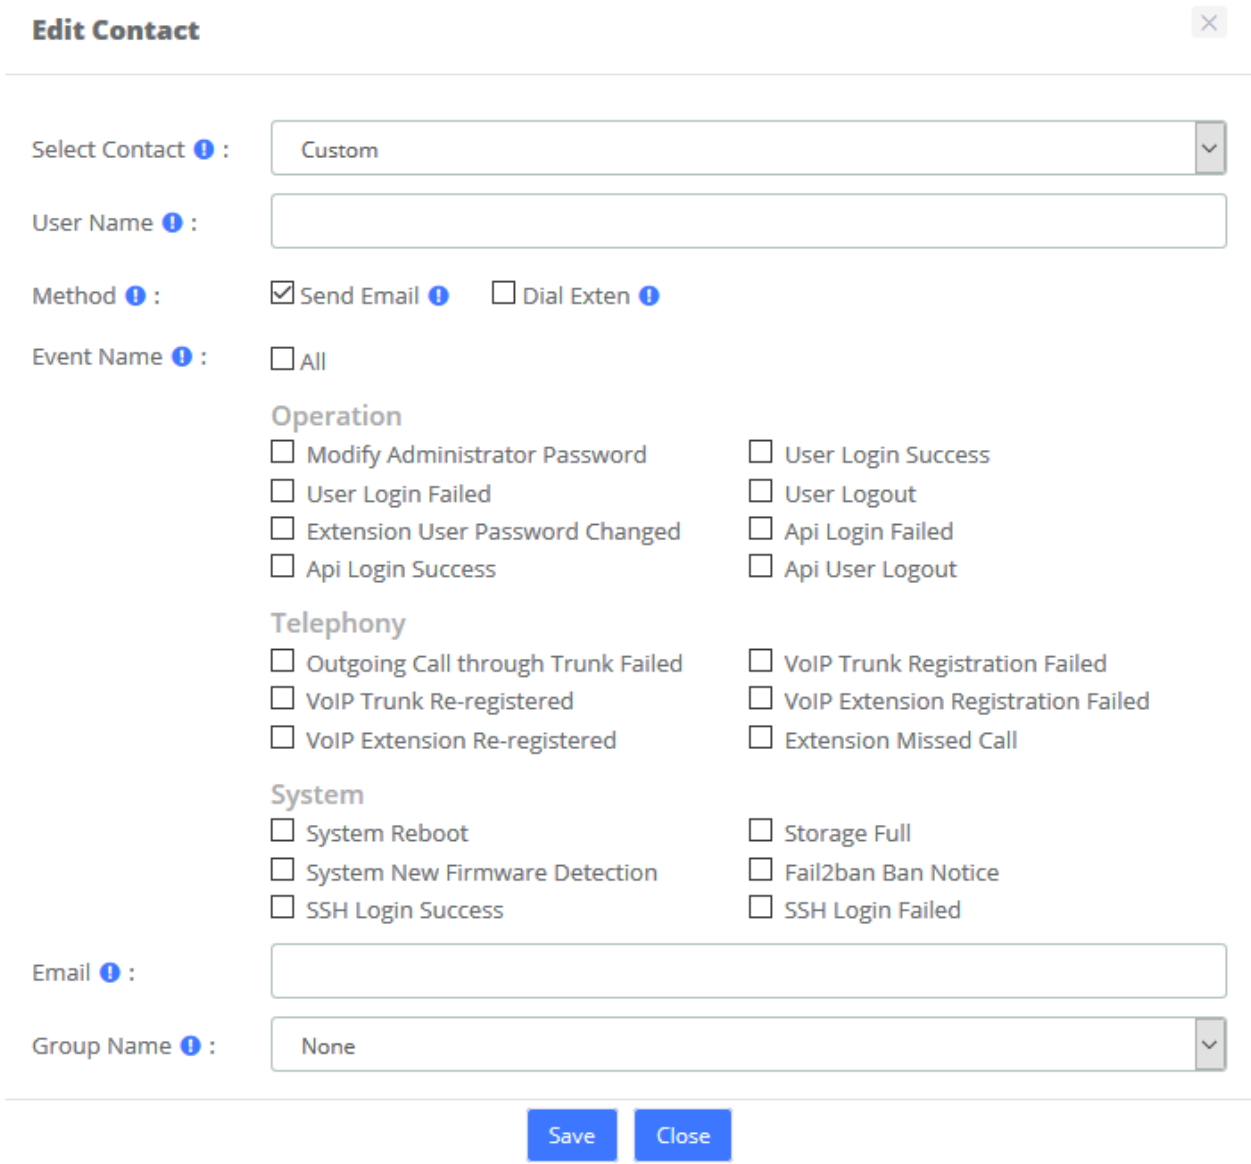 Edit Contact
Select Contact :
Custom
User Name :
Method :
Send Email
Dial Exten
Event Name :
All
Operation
Modify Administrator Password
User Login Success
User Login Failed
User Logout
Extension User Password Changed
Api Login Failed
Api Login Success
Api User Logout
Telephony
Outgoing Call through Trunk Failed
VoIP Trunk Registration Failed
VoIP Trunk Re-registered
VoIP Extension Registration Failed
VoIP Extension Re-registered
Extension Missed Call
System
System Reboot
Storage Full
System New Firmware Detection
Fail2ban Ban Notice
SSH Login Success
SSH Login Failed
Email :
Group Name :
None
Save
Close